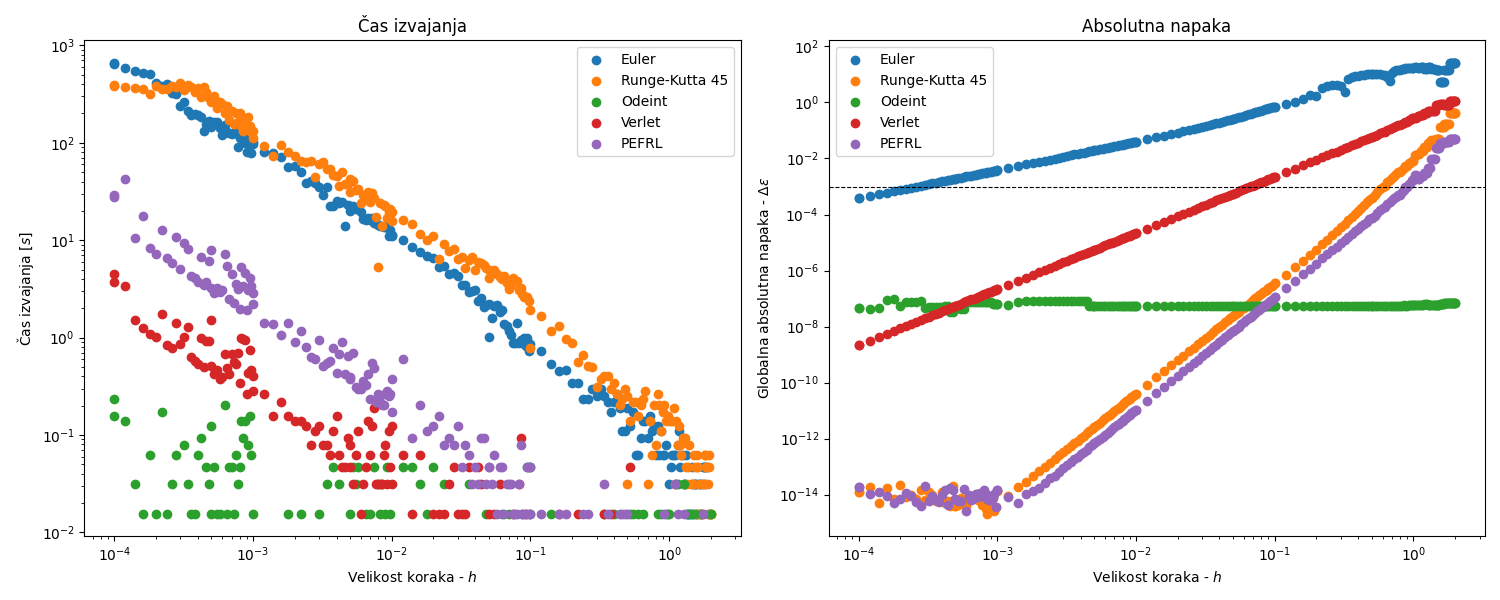 Čas izvajanja
Čas izvajanja [s]
10³
10²
10¹
10⁰
10⁻¹
10⁻²
Euler
Runge-Kutta 45
Odeint
Verlet
PEFRL
10⁻⁴ 10⁻³ 10⁻² 10⁻¹ 10⁰
Velikost koraka - h
Absolutna napaka
Globalna absolutna napaka - Δε
10²
10⁰
10⁻²
10⁻⁴
10⁻⁶
10⁻⁸
10⁻¹⁰
10⁻¹²
10⁻¹⁴
Euler
Runge-Kutta 45
Odeint
Verlet
PEFRL
10⁻⁴ 10⁻³ 10⁻² 10⁻¹ 10⁰
Velikost koraka - h